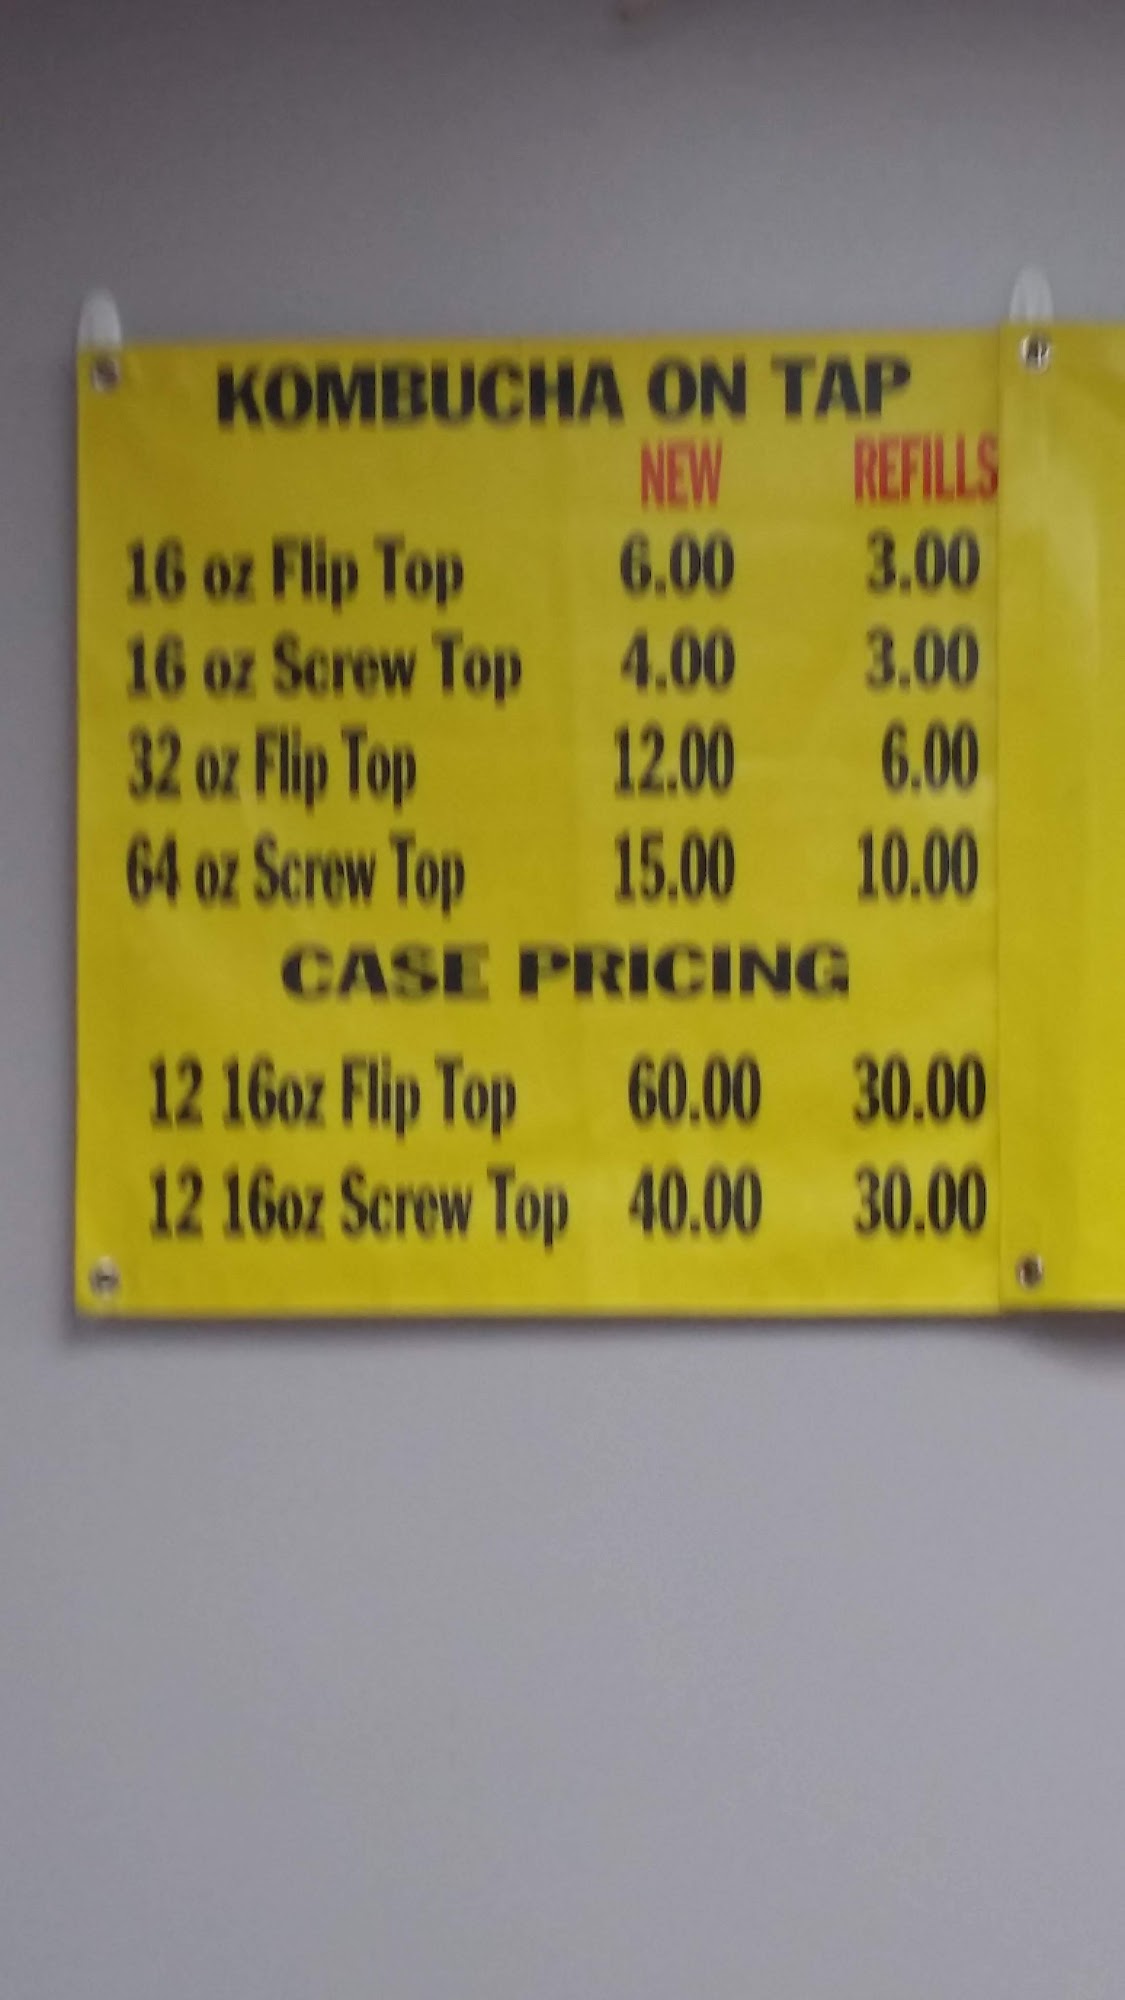 KOMBUCHA ON TAP
NEW REFILLS
16 oz Flip Top 6.00 3.00
16 oz Screw Top 4.00 3.00
32 oz Flip Top 12.00 6.00
64 oz Screw Top 15.00 10.00
CASE PRICING
12 16oz Flip Top 60.00 30.00
12 16oz Screw Top 40.00 30.00